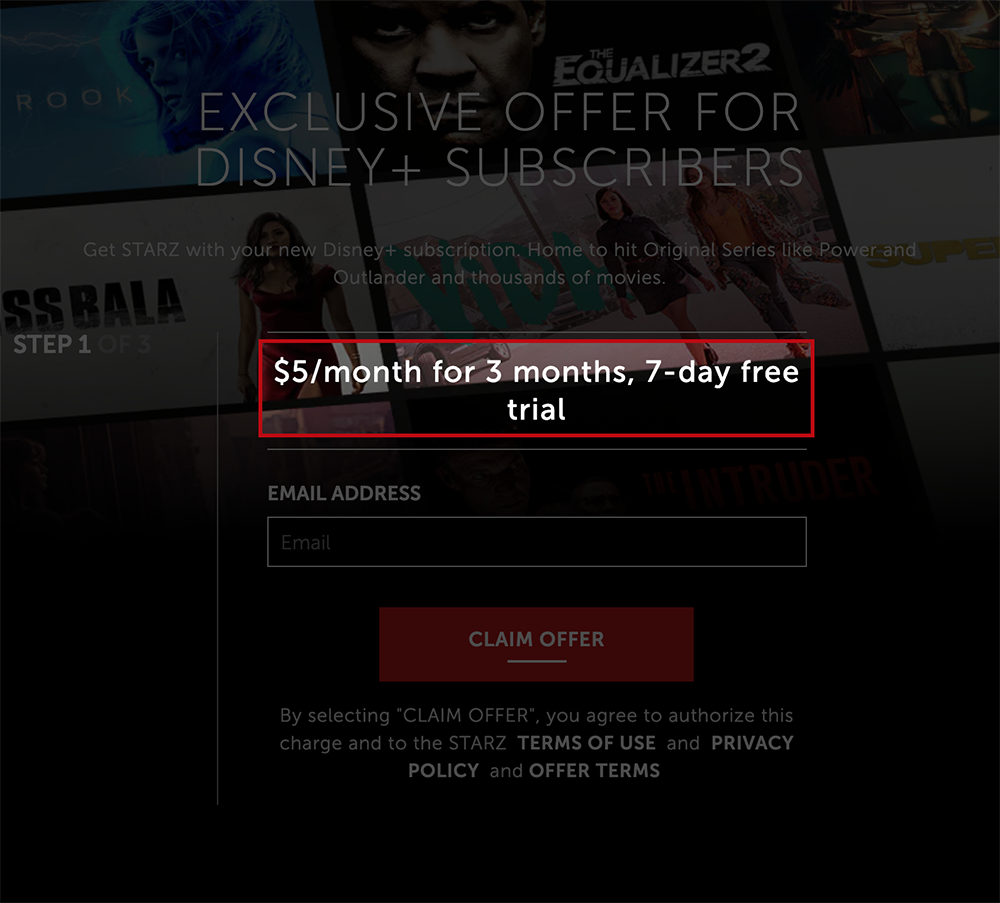 ROOK
THE
EQUALIZER 2
EXCLUSIVE OFFER FOR
DISNEY+ SUBSCRIBERS
Get STARZ with your new Disney+ subscription. Home to hit Original Series like Power and
Outlander and thousands of movies.
VIDA
SUPE
SS BALA
STEP 1 OF 3
$5/month for 3 months, 7-day free
trial
THE INTRUDER
EMAIL ADDRESS
Email
CLAIM OFFER
By selecting "CLAIM OFFER", you agree to authorize this
charge and to the STARZ TERMS OF USE and PRIVACY
POLICY and OFFER TERMS